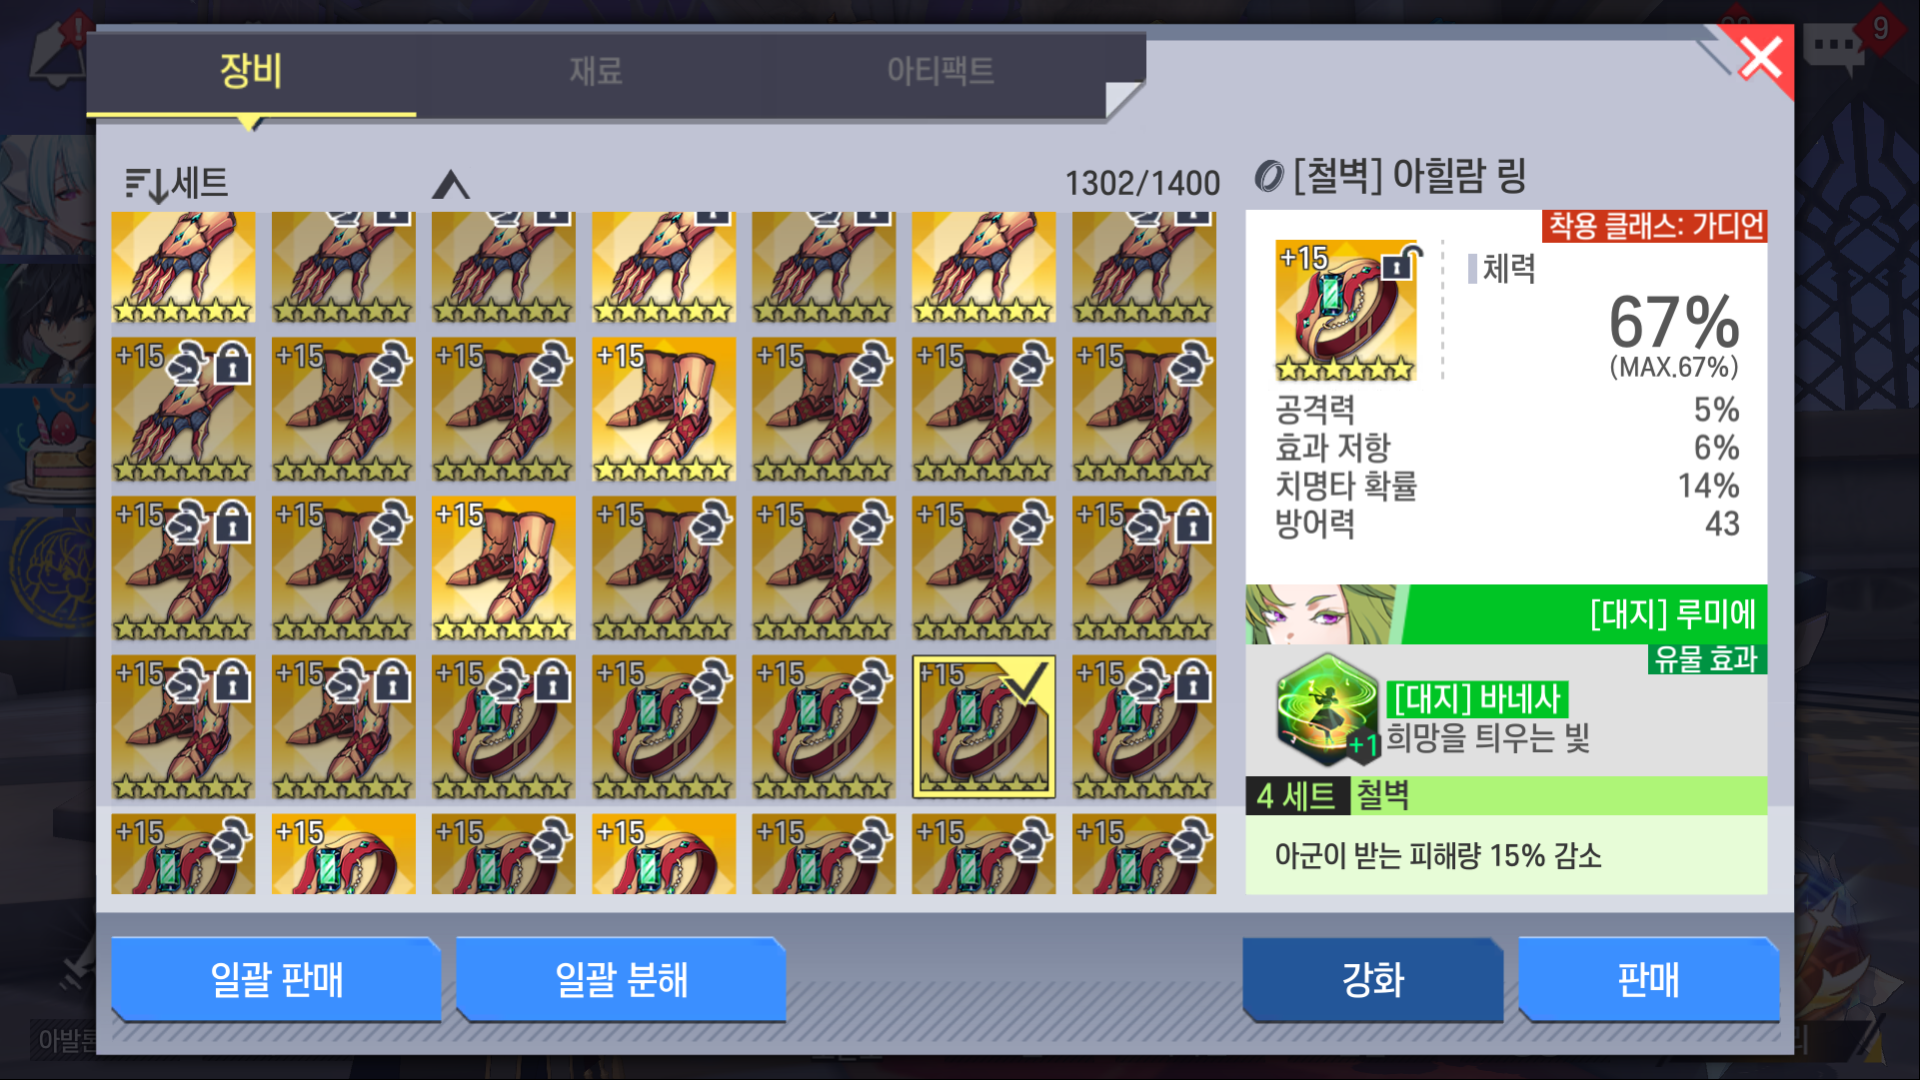 장비
재료
아티팩트
9
세트
1302/1400
[철벽] 아힐람 링
착용 클래스: 가디언
+15
체력
67%
(MAX.67%)
공격력 5%
효과 저항 6%
치명타 확률 14%
방어력 43
[대지] 루미에
유물 효과
[대지] 바네사
+1
희망을 틔우는 빛
4 세트 철벽
아군이 받는 피해량 15% 감소
+15 +15 +15 +15 +15 +15 +15
+15 +15 +15 +15 +15 +15 +15
+15 +15 +15 +15 +15 +15 +15
+15 +15 +15 +15 +15 +15 +15
일괄 판매
일괄 분해
강화
판매
아발론